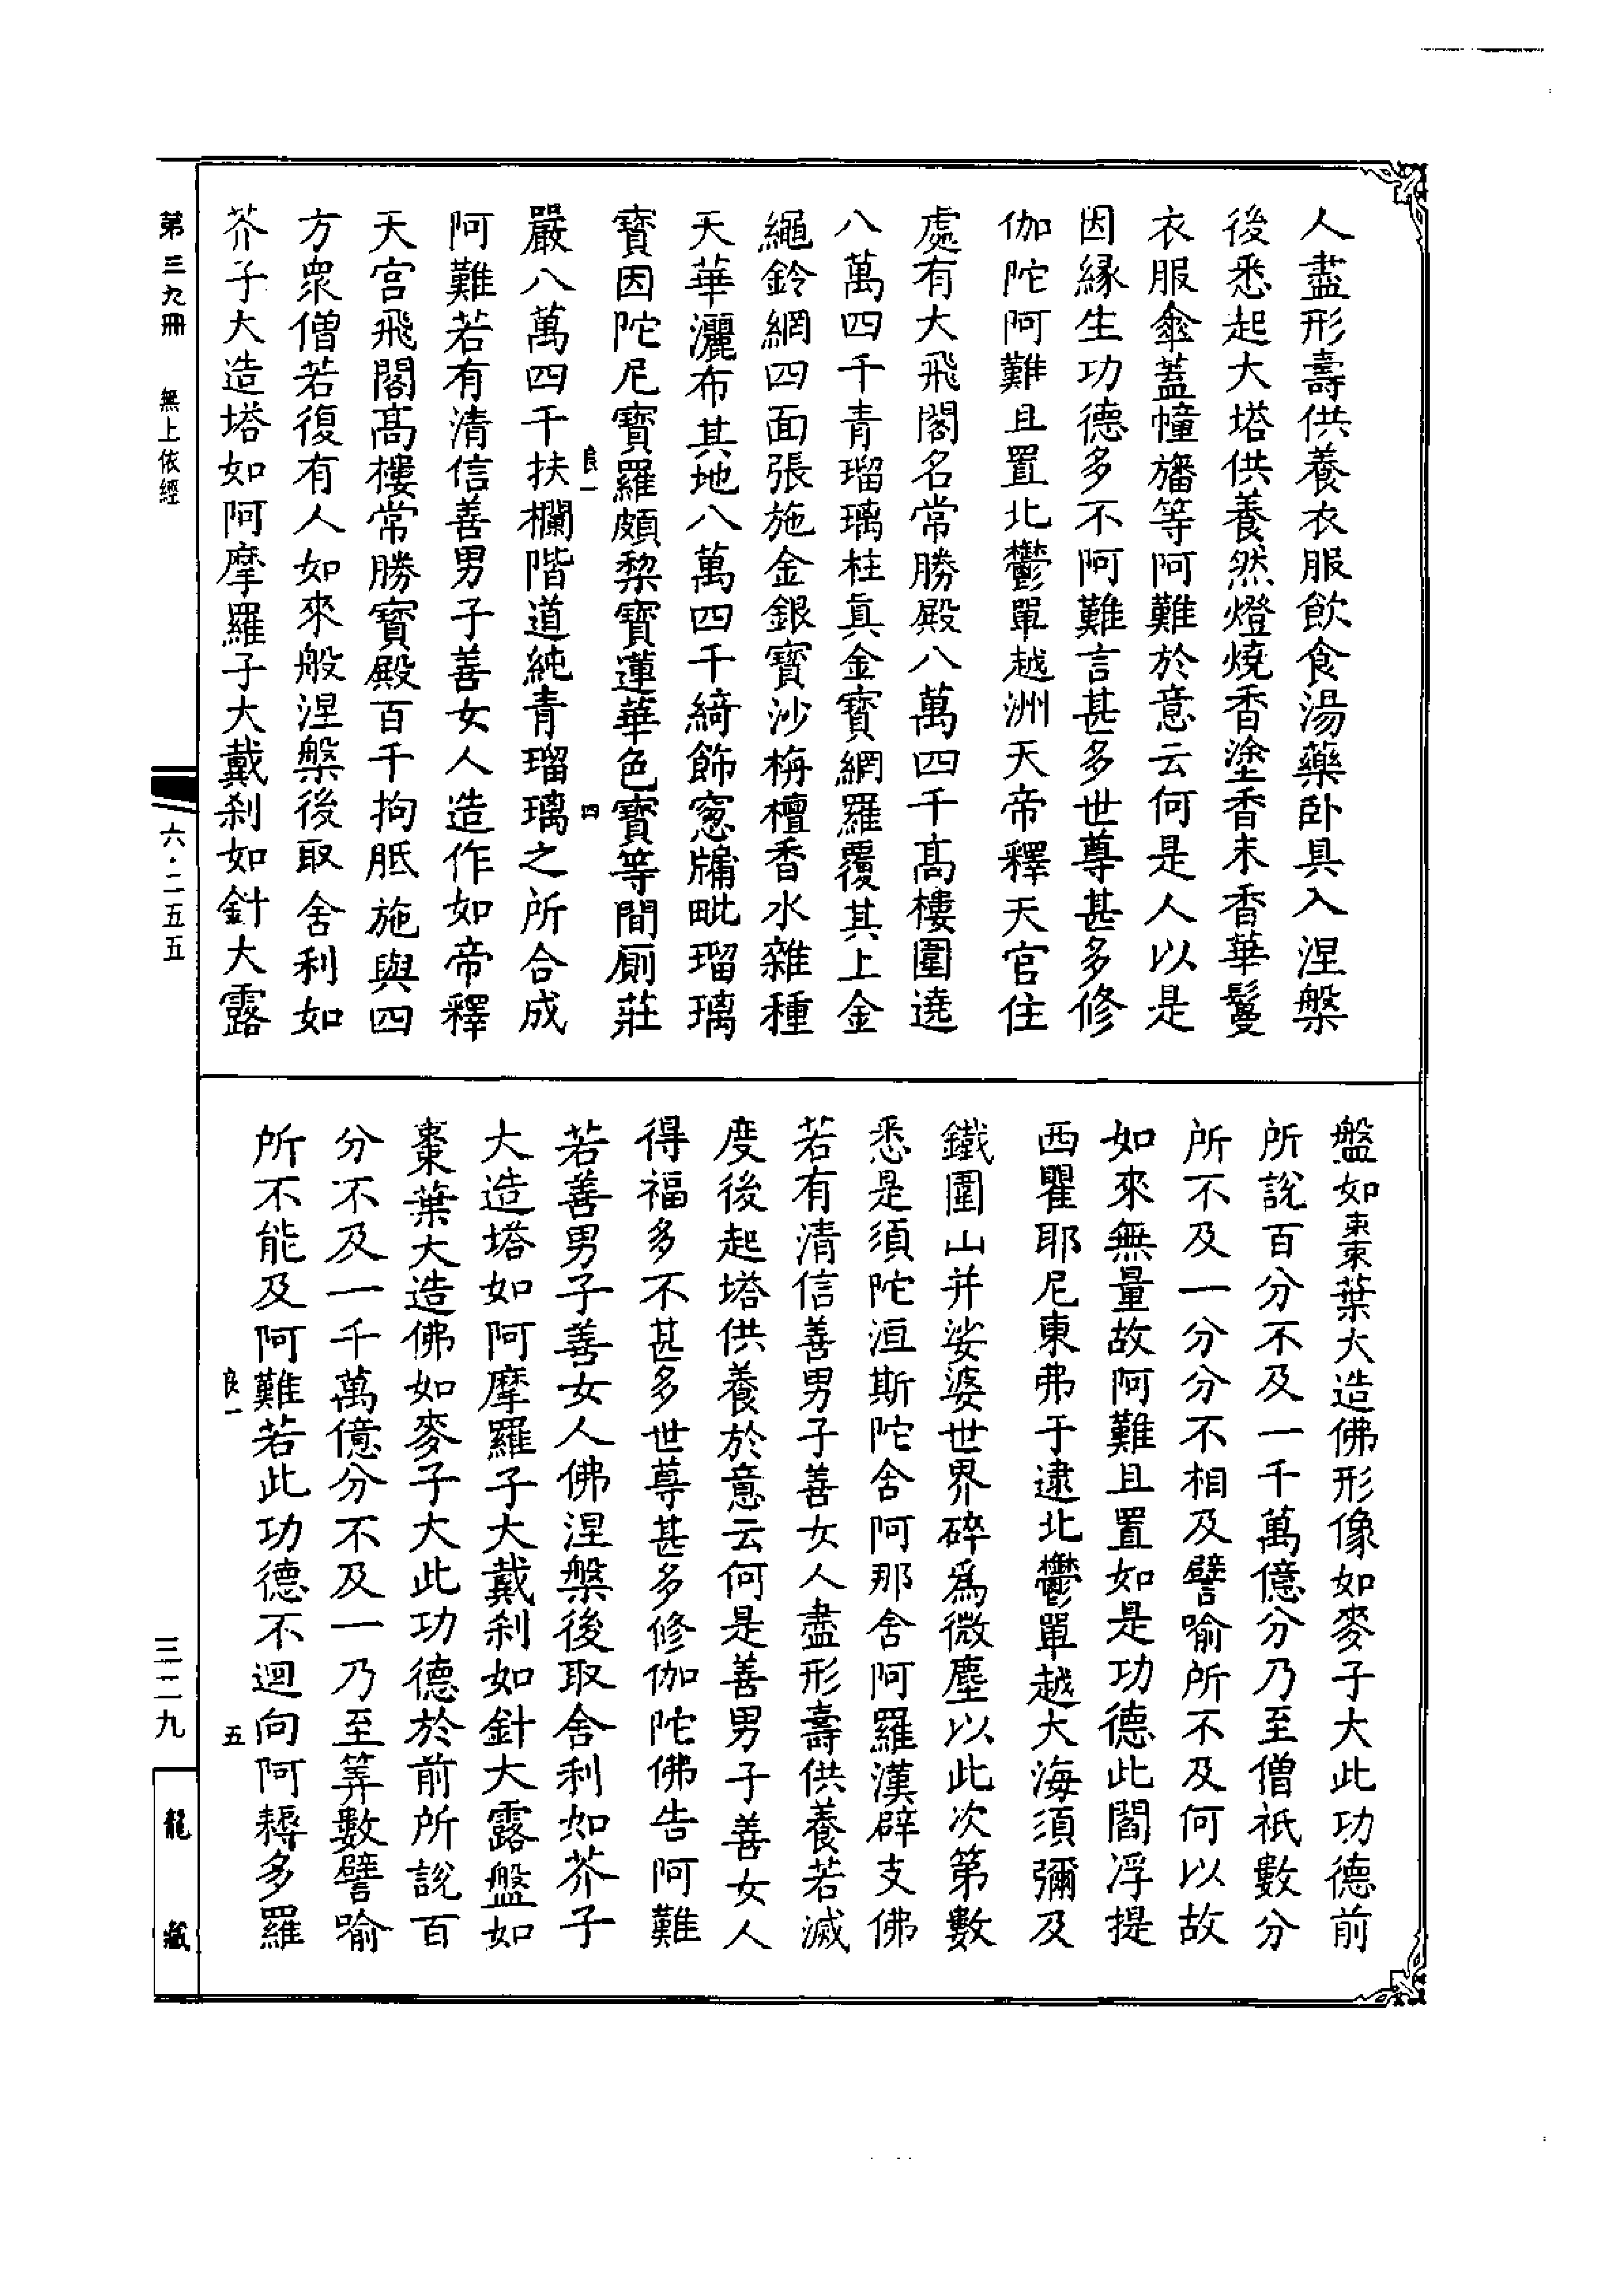 人盡形壽供養衣服飲食湯藥卧具入涅槃
後悉起大塔供養然燈燒香塗香末香華鬘
衣服傘蓋幢旛等阿難於意云何是人以是
因緣生功德多不阿難言甚多世尊甚多修
伽陀阿難且置北鬱單越洲天帝釋天宫住
處有大飛閣名常勝殿八萬四千高樓圍遶
八萬四千青瑠璃柱真金寶網羅覆其上金
繩鈴網四面張施金銀寶沙栴檀香水雜種
天華灑布其地八萬四千綺飾窻牖毗瑠璃
寶因陀尼寶羅頗棃寶蓮華色寶等間厠莊
嚴八萬四千扶欄階道純青瑠璃之所合成
阿難若有清信善男子善女人造作如帝釋
天宫飛閣高樓常勝寶殿百千拘胝施與四
方衆僧若復有人如來般涅槃後取舍利如
芥子大造塔如阿摩羅子大戴刹如針大露
盤如棗葉大造佛形像如麥子大此功德前
所說百分不及一千萬億分乃至僧祇數分
所不及一分分不相及譬喻所不及何以故
如來無量故阿難且置如是功德此閻浮提
西瞿耶尼東弗于逮北鬱單越大海須彌及
鐵圍山并娑婆世界碎爲微塵以此次第數
悉是須陀洹斯陀舍阿那舍阿羅漢辟支佛
若有清信善男子善女人盡形壽供養若滅
度後起塔供養於意云何是善男子善女人
得福多不甚多世尊甚多修伽陀佛告阿難
若善男子善女人佛涅槃後取舍利如芥子
大造塔如阿摩羅子大戴刹如針大露盤如
棗葉大造佛如麥子大此功德於前所說百
分不及一千萬億分不及一乃至筭數譬喻
所不能及阿難若此功德不迴向阿耨多羅
良一
四
良一
五
第三九冊 無上依經
六·二五五
三二九
龍藏